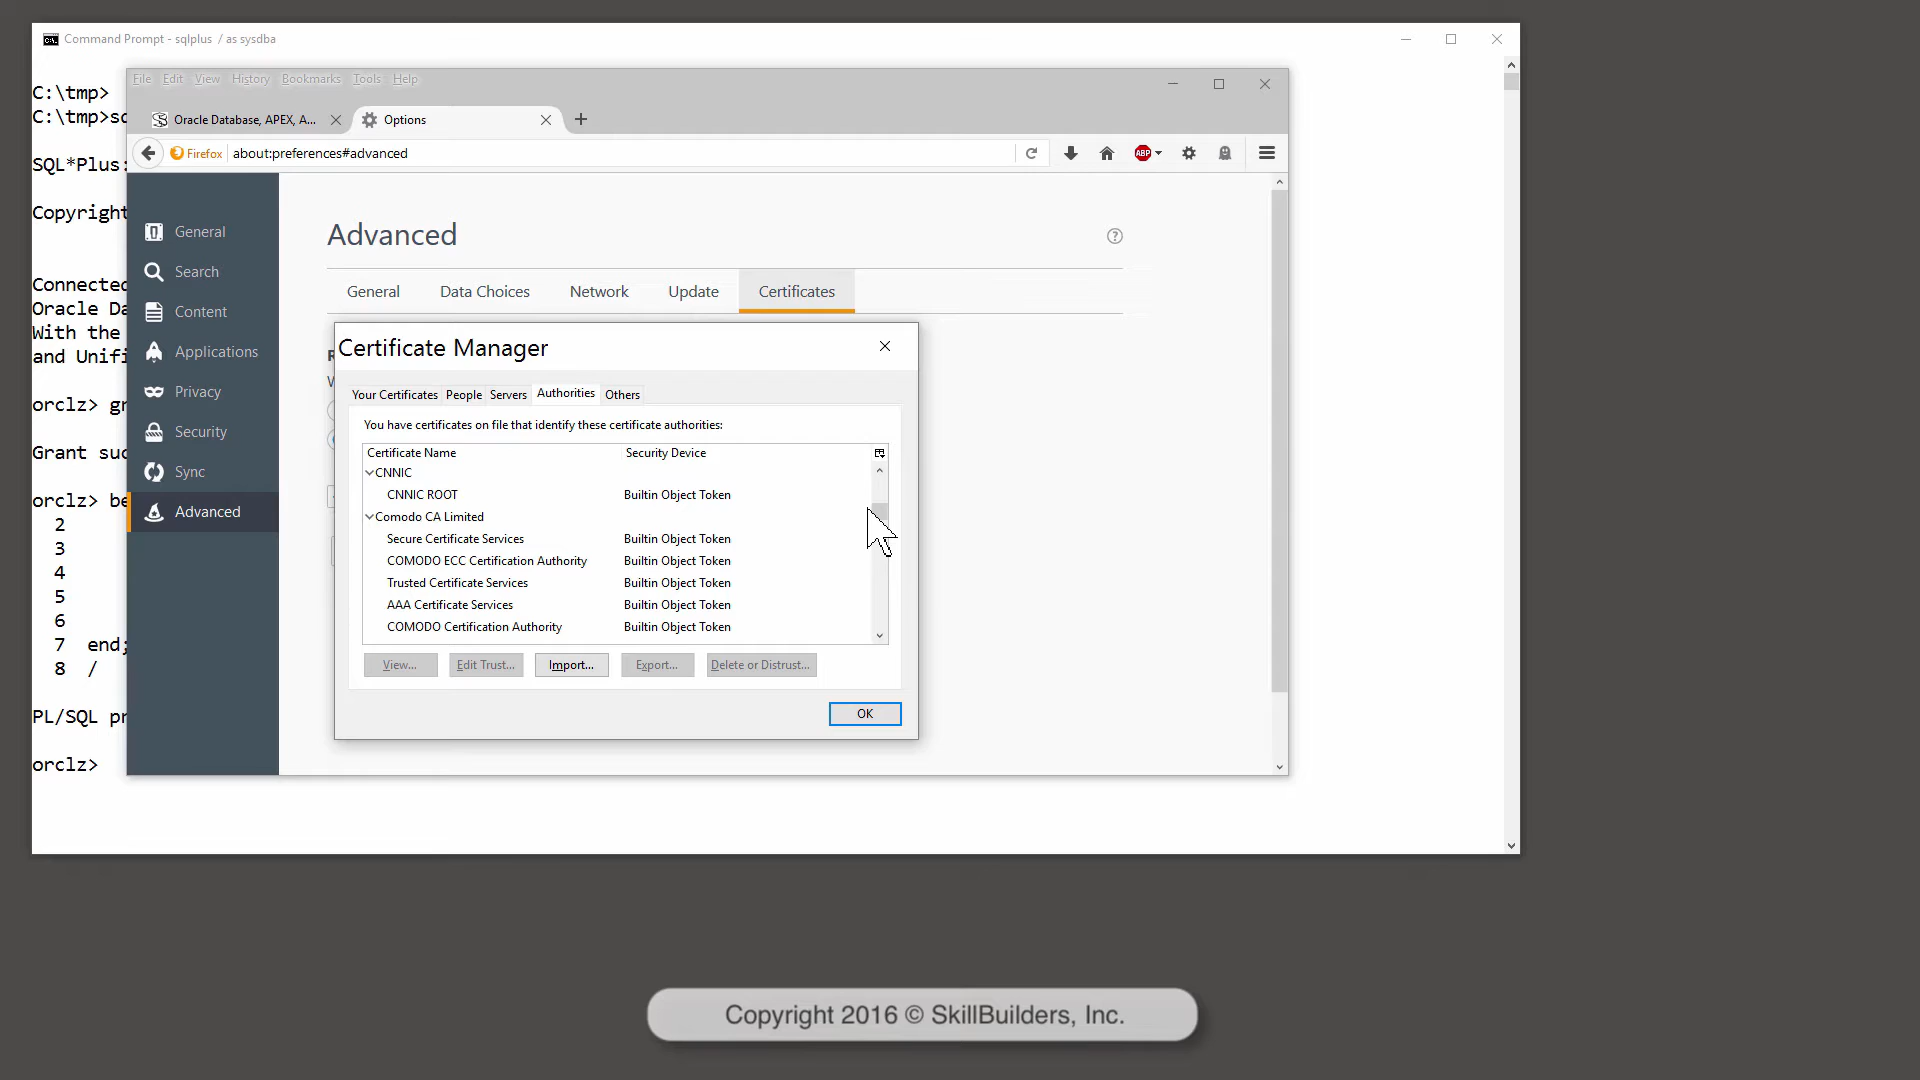 Command Prompt - sqlplus / as sysdba
File Edit View History Bookmarks Tools Help
C:\tmp>
C:\tmp>
Oracle Database, APEX, A...
Options
Firefox
about:preferences#advanced
ABP
SQL*Plus:
Copyright
Connected
Oracle Da
With the
and Unifi
orclz>
Grant suc
orclz> be
2
3
4
5
6
7 end;
8 /
PL/SQL pr
orclz>
General
Search
Content
Applications
Privacy
Security
Sync
Advanced
Advanced
?
General Data Choices Network Update Certificates
Certificate Manager
Your Certificates People Servers Authorities Others
You have certificates on file that identify these certificate authorities:
Certificate Name Security Device
CNNIC
CNNIC ROOT Builtin Object Token
Comodo CA Limited
Secure Certificate Services Builtin Object Token
COMODO ECC Certification Authority Builtin Object Token
Trusted Certificate Services Builtin Object Token
AAA Certificate Services Builtin Object Token
COMODO Certification Authority Builtin Object Token
View... Edit Trust... Import... Export... Delete or Distrust...
OK
Copyright 2016 © SkillBuilders, Inc.